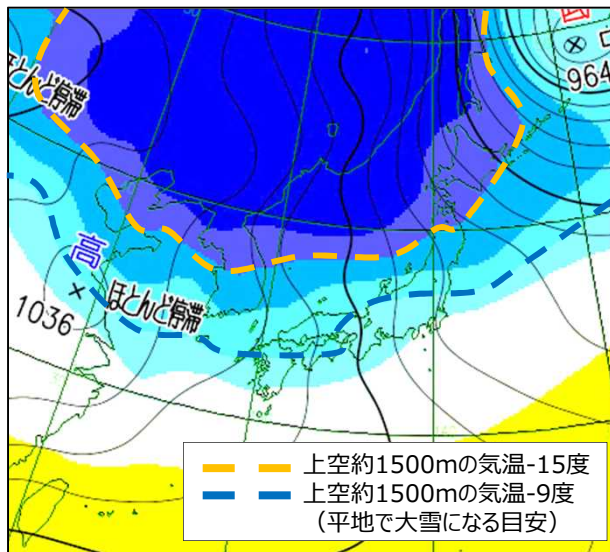 ほとんど停滞
964
高
ほとんど停滞
1036
上空約1500mの気温-15度
上空約1500mの気温-9度
（平地で大雪になる目安）